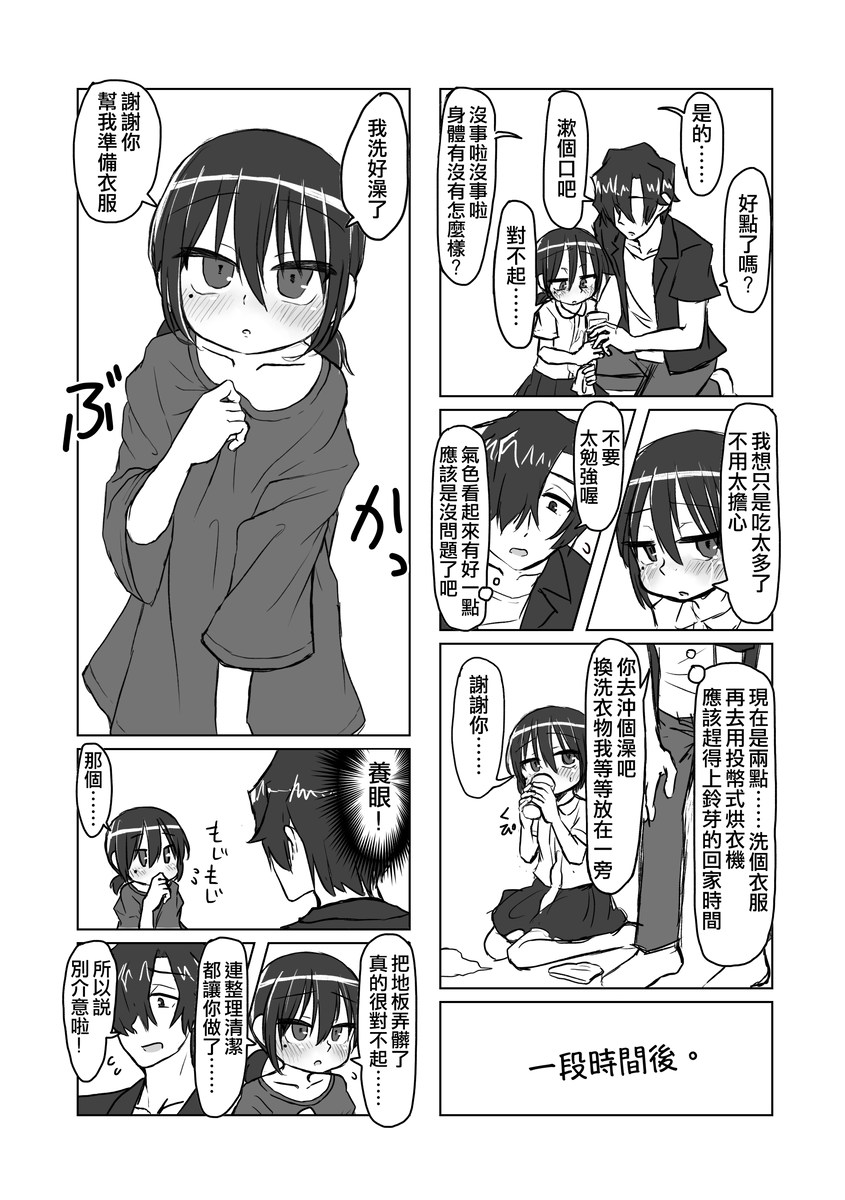 好點了嗎？
是的……
漱個口吧
對不起……
沒事啦沒事啦
身體有沒有怎麼樣？
我想只是吃太多了
不用太擔心
不要
太勉強喔
氣色看起來有好一點
應該是沒問題了吧
現在是兩點……洗個衣服
再去用投幣式烘衣機
應該趕得上鈴芽的回家時間
你去沖個澡吧
換洗衣物我等等放在一旁
謝謝你……
くぴ
一段時間後。
我洗好澡了
謝謝你
幫我準備衣服
ぶ
かっ
養眼！
もじもじ
那個……
把地板弄髒了
真的很對不起……
連整理清潔
都讓你做了……
所以說
別介意啦！